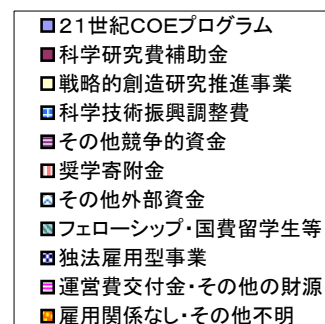 21世紀COEプログラム
科学研究費補助金
戦略的創造研究推進事業
科学技術振興調整費
その他競争的資金
奨学寄附金
その他外部資金
フェローシップ・国費留学生等
独法雇用型事業
運営費交付金・その他の財源
雇用関係なし・その他不明